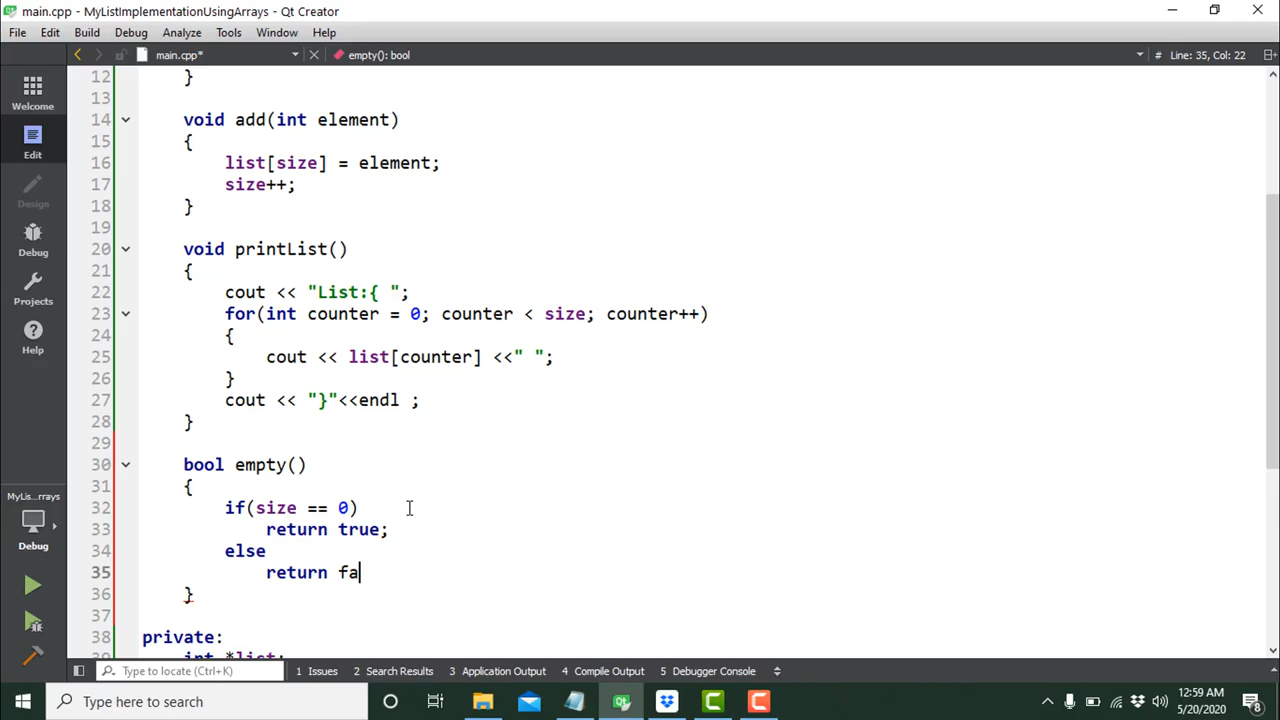 main.cpp - MyListImplementationUsingArrays - Qt Creator
File Edit Build Debug Analyze Tools Window Help
main.cpp* empty(): bool # Line: 35, Col: 22
Welcome
Edit
Design
Debug
Projects
Help
MyLis...rrays
Debug
12 }
13
14 void add(int element)
15 {
16 list[size] = element;
17 size++;
18 }
19
20 void printList()
21 {
22 cout << "List:{ ";
23 for(int counter = 0; counter < size; counter++)
24 {
25 cout << list[counter] <<" ";
26 }
27 cout << "}"<<endl ;
28 }
29
30 bool empty()
31 {
32 if(size == 0)
33 return true;
34 else
35 return fa
36 }
37
38 private:
39 int *list;
Type to locate (Ctrl+K) 1 Issues 2 Search Results 3 Application Output 4 Compile Output 5 Debugger Console
Type here to search
12:59 AM
5/20/2020
8